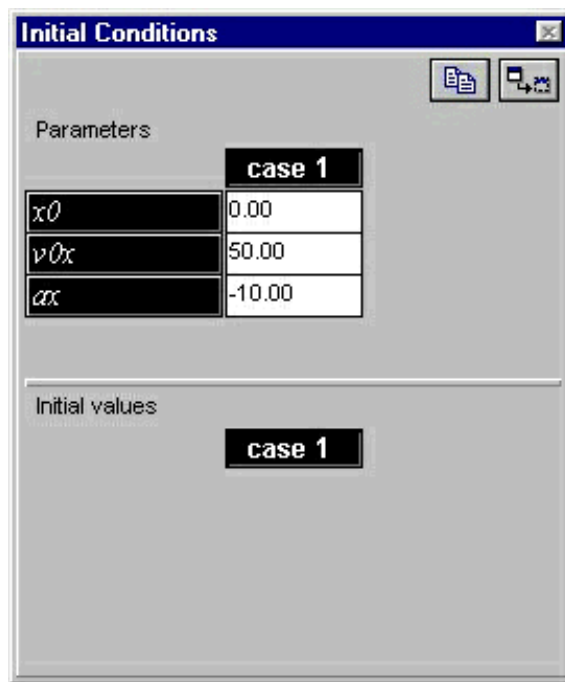 Initial Conditions
Parameters
case 1
x0 0.00
v0x 50.00
ax -10.00
Initial values
case 1